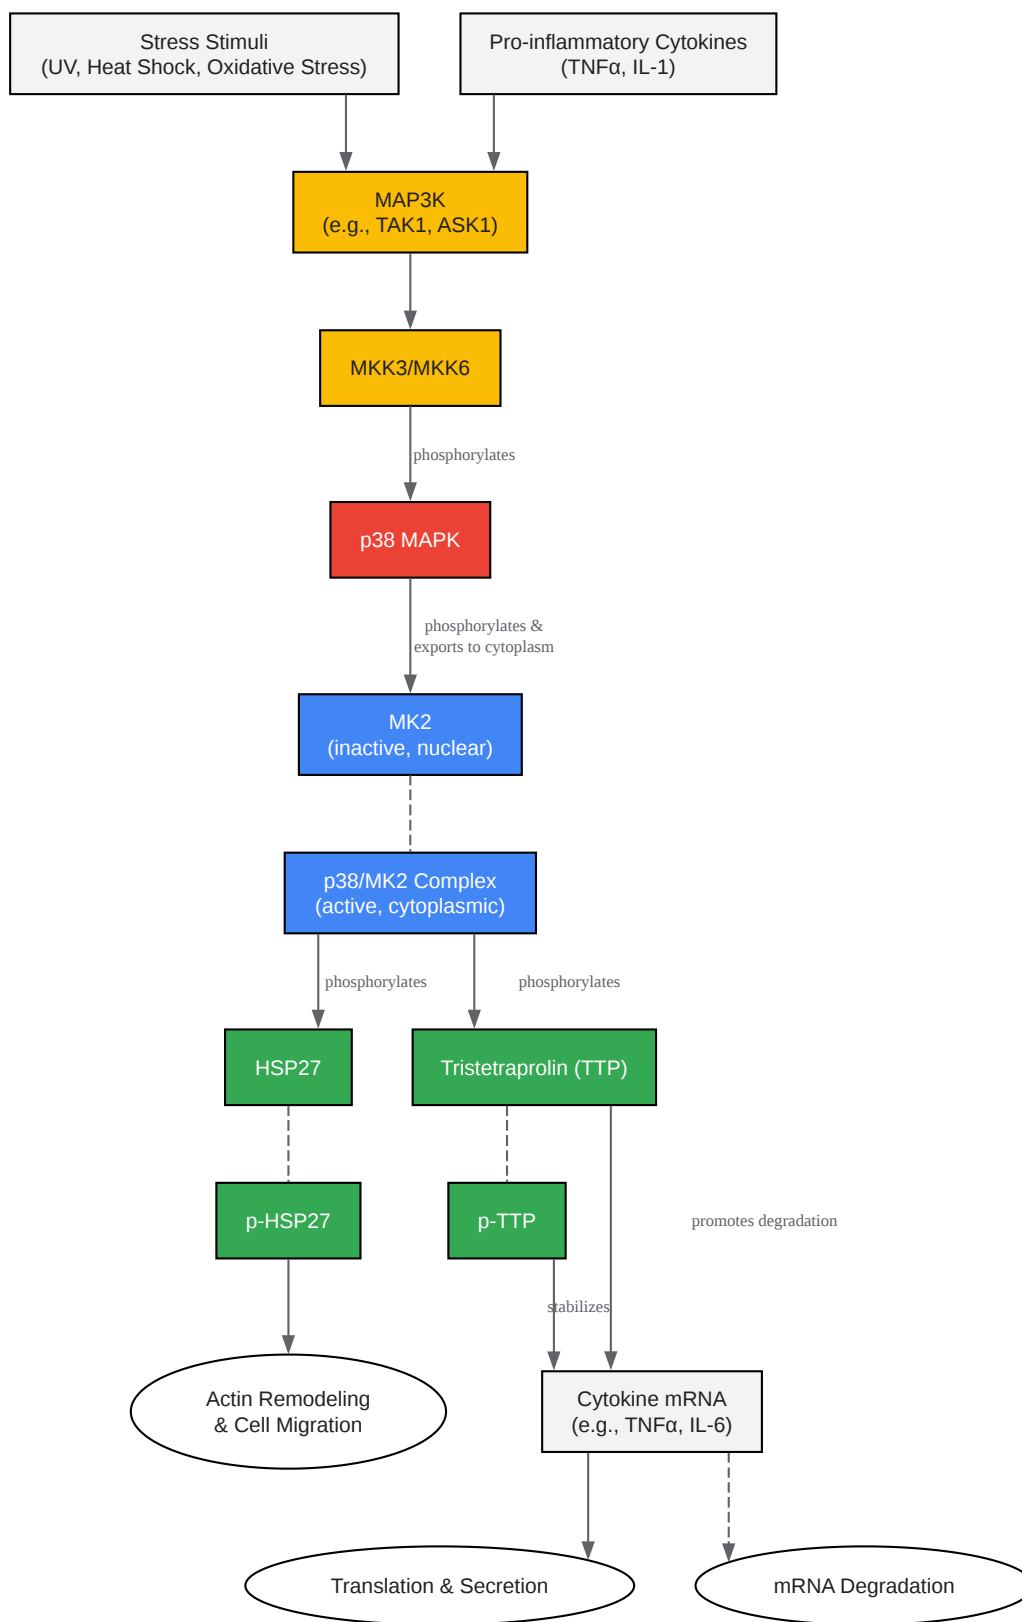 Stress Stimuli
(UV, Heat Shock, Oxidative Stress)
Pro-inflammatory Cytokines
(TNFα, IL-1)
MAP3K
(e.g., TAK1, ASK1)
MKK3/MKK6
phosphorylates
p38 MAPK
phosphorylates &
exports to cytoplasm
MK2
(inactive, nuclear)
p38/MK2 Complex
(active, cytoplasmic)
phosphorylates
phosphorylates
HSP27
Tristetraprolin (TTP)
p-HSP27
p-TTP
promotes degradation
stabilizes
Actin Remodeling
& Cell Migration
Cytokine mRNA
(e.g., TNFα, IL-6)
Translation & Secretion
mRNA Degradation